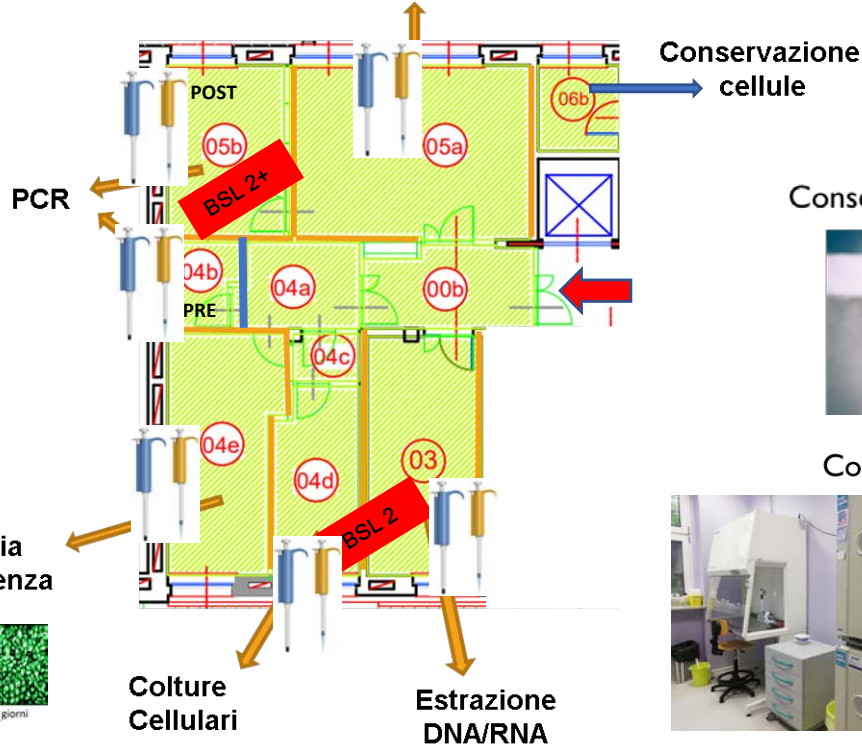 Conservazione
cellule
POST
05b
05a
06b
BSL 2+
PCR
04b
PRE
04a
00b
04c
04e
04d
03
BSL 2
Colture
Cellulari
Estrazione
DNA/RNA
giorni